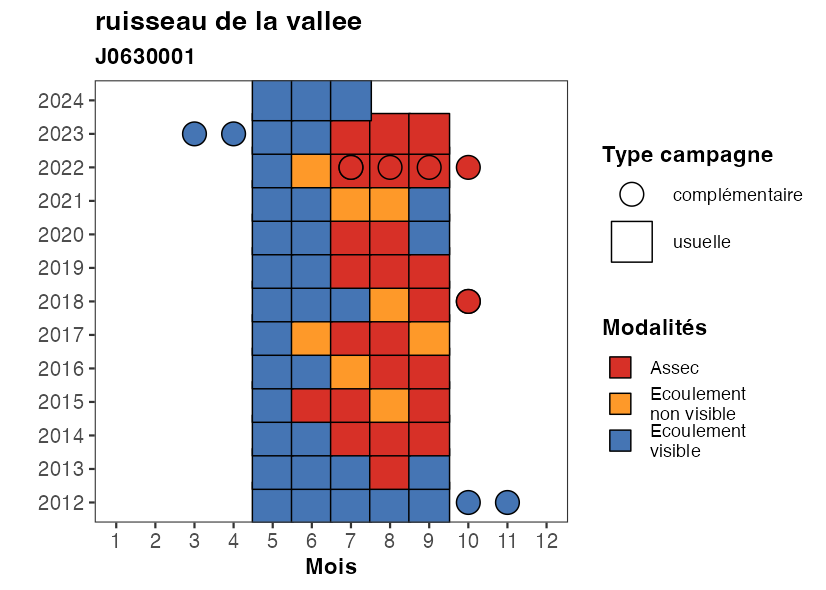 ruisseau de la vallee
J0630001
2024
2023
2022
2021
2020
2019
2018
2017
2016
2015
2014
2013
2012
1 2 3 4 5 6 7 8 9 10 11 12
Mois
Type campagne
complémentaire
usuelle
Modalités
Assec
Ecoulement
non visible
Ecoulement
visible